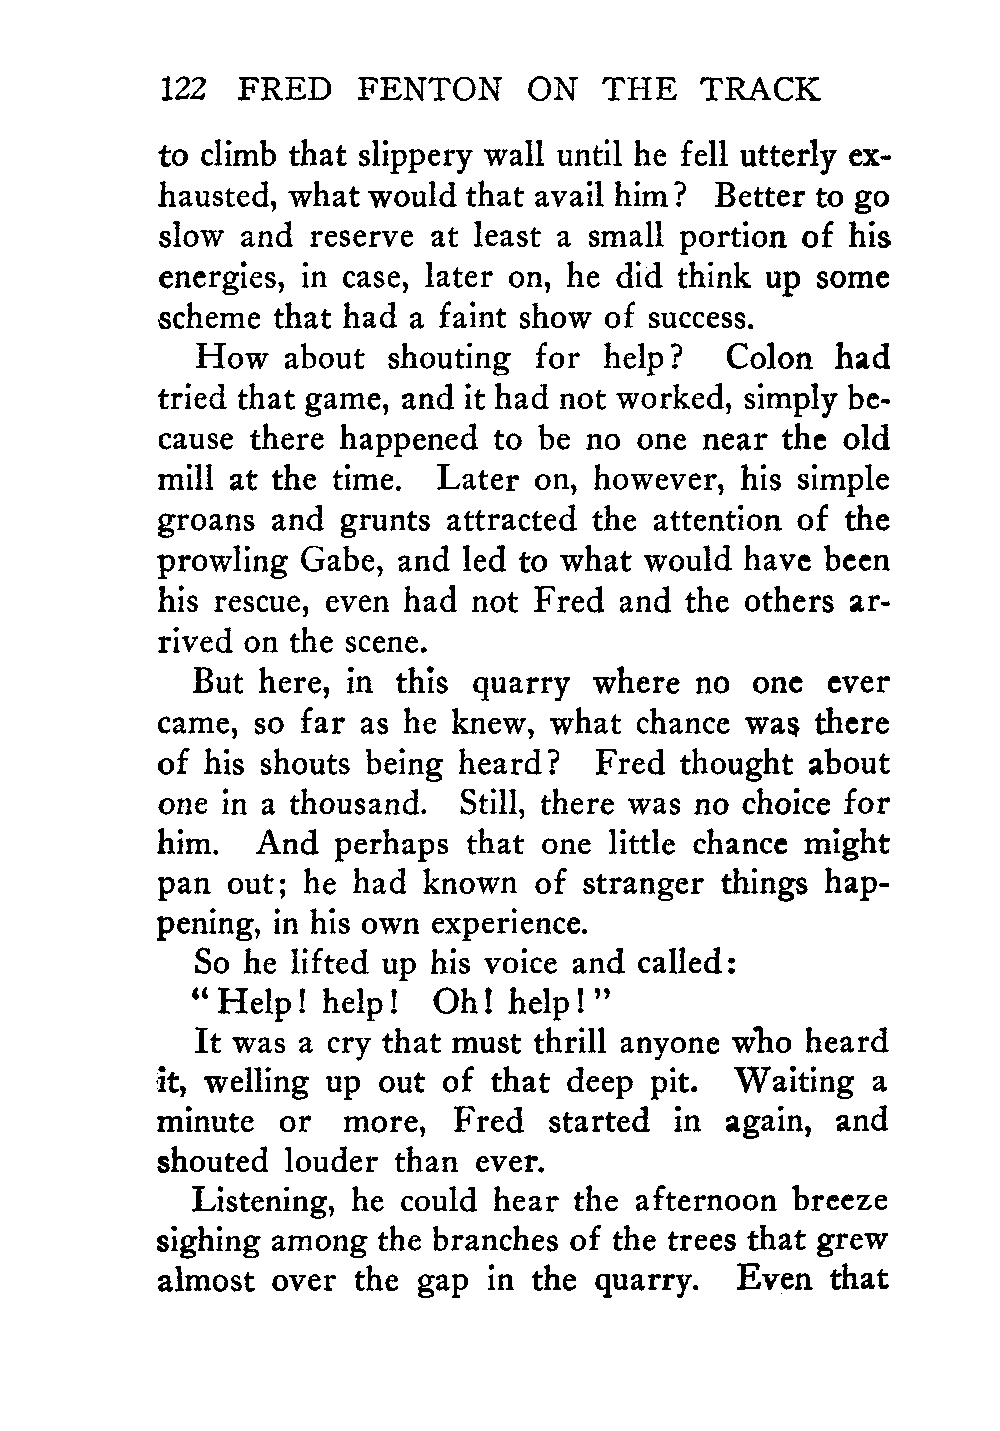 122 FRED FENTON ON THE TRACK
to climb that slippery wall until he fell utterly ex-
hausted, what would that avail him? Better to go
slow and reserve at least a small portion of his
energies, in case, later on, he did think up some
scheme that had a faint show of success.
How about shouting for help? Colon had
tried that game, and it had not worked, simply be-
cause there happened to be no one near the old
mill at the time. Later on, however, his simple
groans and grunts attracted the attention of the
prowling Gabe, and led to what would have been
his rescue, even had not Fred and the others ar-
rived on the scene.
But here, in this quarry where no one ever
came, so far as he knew, what chance was there
of his shouts being heard? Fred thought about
one in a thousand. Still, there was no choice for
him. And perhaps that one little chance might
pan out; he had known of stranger things hap-
pening, in his own experience.
So he lifted up his voice and called:
"Help! help! Oh! help!"
It was a cry that must thrill anyone who heard
it, welling up out of that deep pit. Waiting a
minute or more, Fred started in again, and
shouted louder than ever.
Listening, he could hear the afternoon breeze
sighing among the branches of the trees that grew
almost over the gap in the quarry. Even that